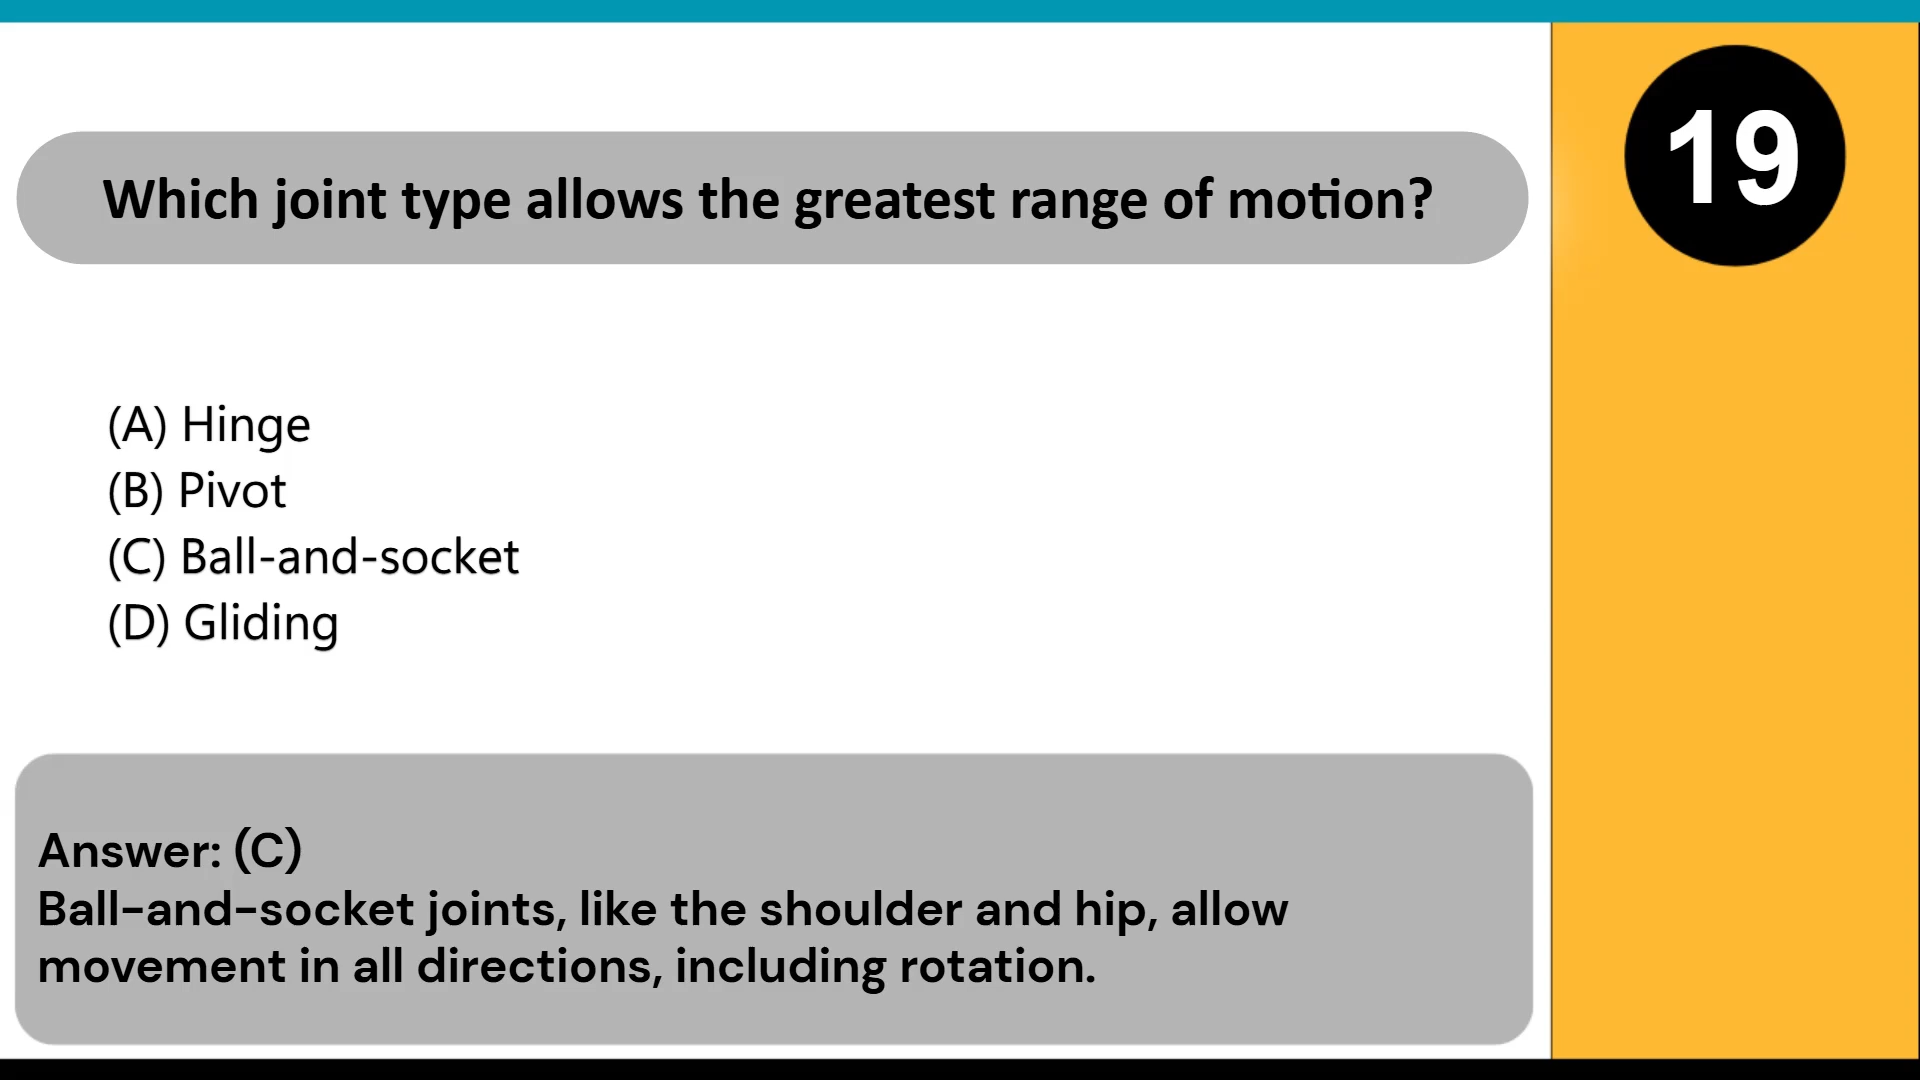 19
Which joint type allows the greatest range of motion?
(A) Hinge
(B) Pivot
(C) Ball-and-socket
(D) Gliding
Answer: (C)
Ball-and-socket joints, like the shoulder and hip, allow
movement in all directions, including rotation.